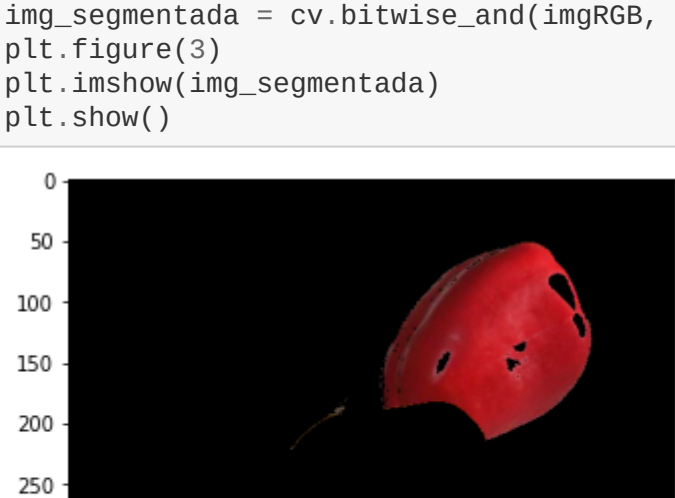 img_segmentada = cv.bitwise_and(imgRGB,
plt.figure(3)
plt.imshow(img_segmentada)
plt.show()
0
50
100
150
200
250